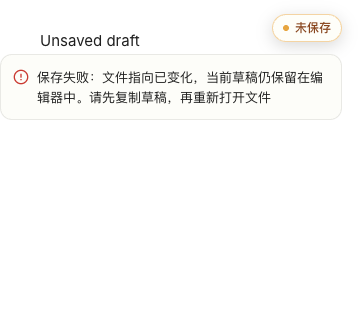 未保存
Unsaved draft
保存失败：文件指向已变化，当前草稿仍保留在编
辑器中。请先复制草稿，再重新打开文件